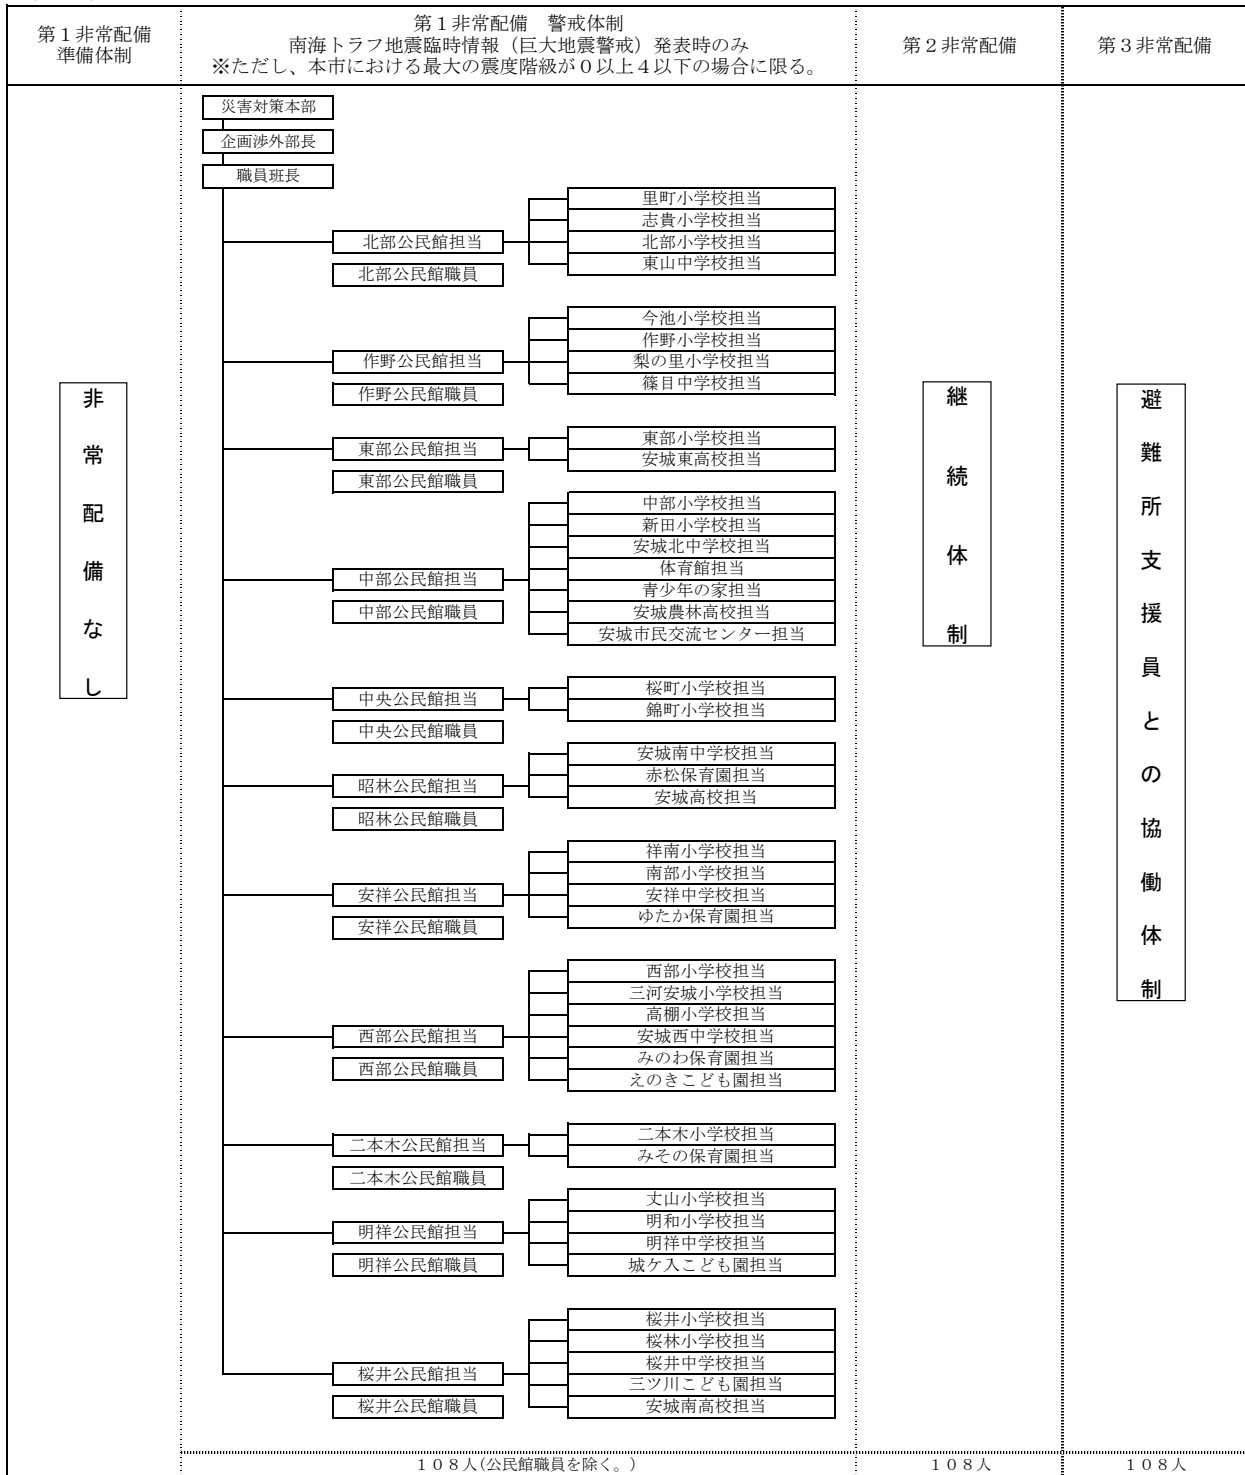 第１非常配備
準備体制
第１非常配備　警戒体制
南海トラフ地震臨時情報（巨大地震警戒）発表時のみ
※ただし、本市における最大の震度階級が０以上４以下の場合に限る。
第２非常配備
第３非常配備
非常配備なし
災害対策本部
企画渉外部長
職員班長
北部公民館担当
北部公民館職員
里町小学校担当
志貴小学校担当
北部小学校担当
東山中学校担当
作野公民館担当
作野公民館職員
今池小学校担当
作野小学校担当
梨の里小学校担当
篠目中学校担当
東部公民館担当
東部公民館職員
東部小学校担当
安城東高校担当
中部公民館担当
中部公民館職員
中部小学校担当
新田小学校担当
安城北中学校担当
体育館担当
青少年の家担当
安城農林高校担当
安城市民交流センター担当
中央公民館担当
中央公民館職員
桜町小学校担当
錦町小学校担当
昭林公民館担当
昭林公民館職員
安城南中学校担当
赤松保育園担当
安城高校担当
安祥公民館担当
安祥公民館職員
祥南小学校担当
南部小学校担当
安祥中学校担当
ゆたか保育園担当
西部公民館担当
西部公民館職員
西部小学校担当
三河安城小学校担当
高棚小学校担当
安城西中学校担当
みのわ保育園担当
えのきこども園担当
二本木公民館担当
二本木公民館職員
二本木小学校担当
みその保育園担当
明祥公民館担当
明祥公民館職員
丈山小学校担当
明和小学校担当
明祥中学校担当
城ケ入こども園担当
桜井公民館担当
桜井公民館職員
桜井小学校担当
桜林小学校担当
桜井中学校担当
三ツ川こども園担当
安城南高校担当
継続体制
避難所支援員との協働体制
１０８人(公民館職員を除く。)
１０８人
１０８人